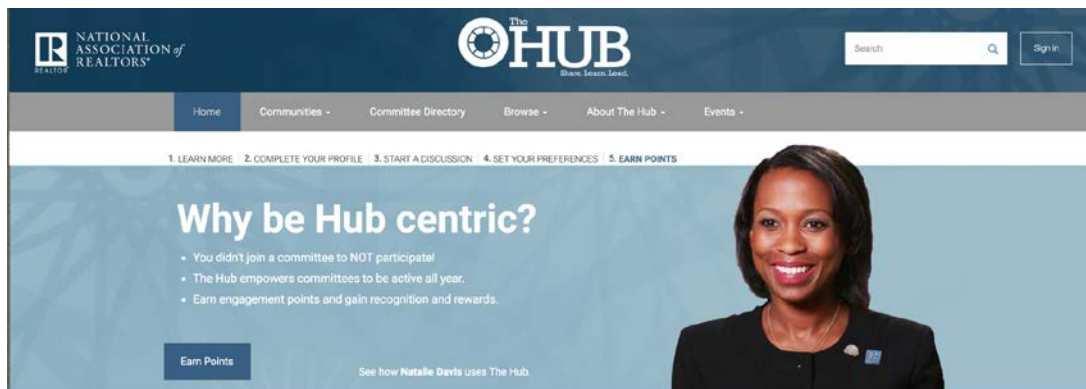 NATIONAL
ASSOCIATION of
REALTORS®
REALTOR®
The
HUB
Share. Learn. Lead.
Search
Sign in
Home
Communities
Committee Directory
Browse
About The Hub
Events
1. LEARN MORE 2. COMPLETE YOUR PROFILE 3. START A DISCUSSION 4. SET YOUR PREFERENCES 5. EARN POINTS
Why be Hub centric?
• You didn't join a committee to NOT participate!
• The Hub empowers committees to be active all year.
• Earn engagement points and gain recognition and rewards.
Earn Points
See how Natalie Davis uses The Hub.